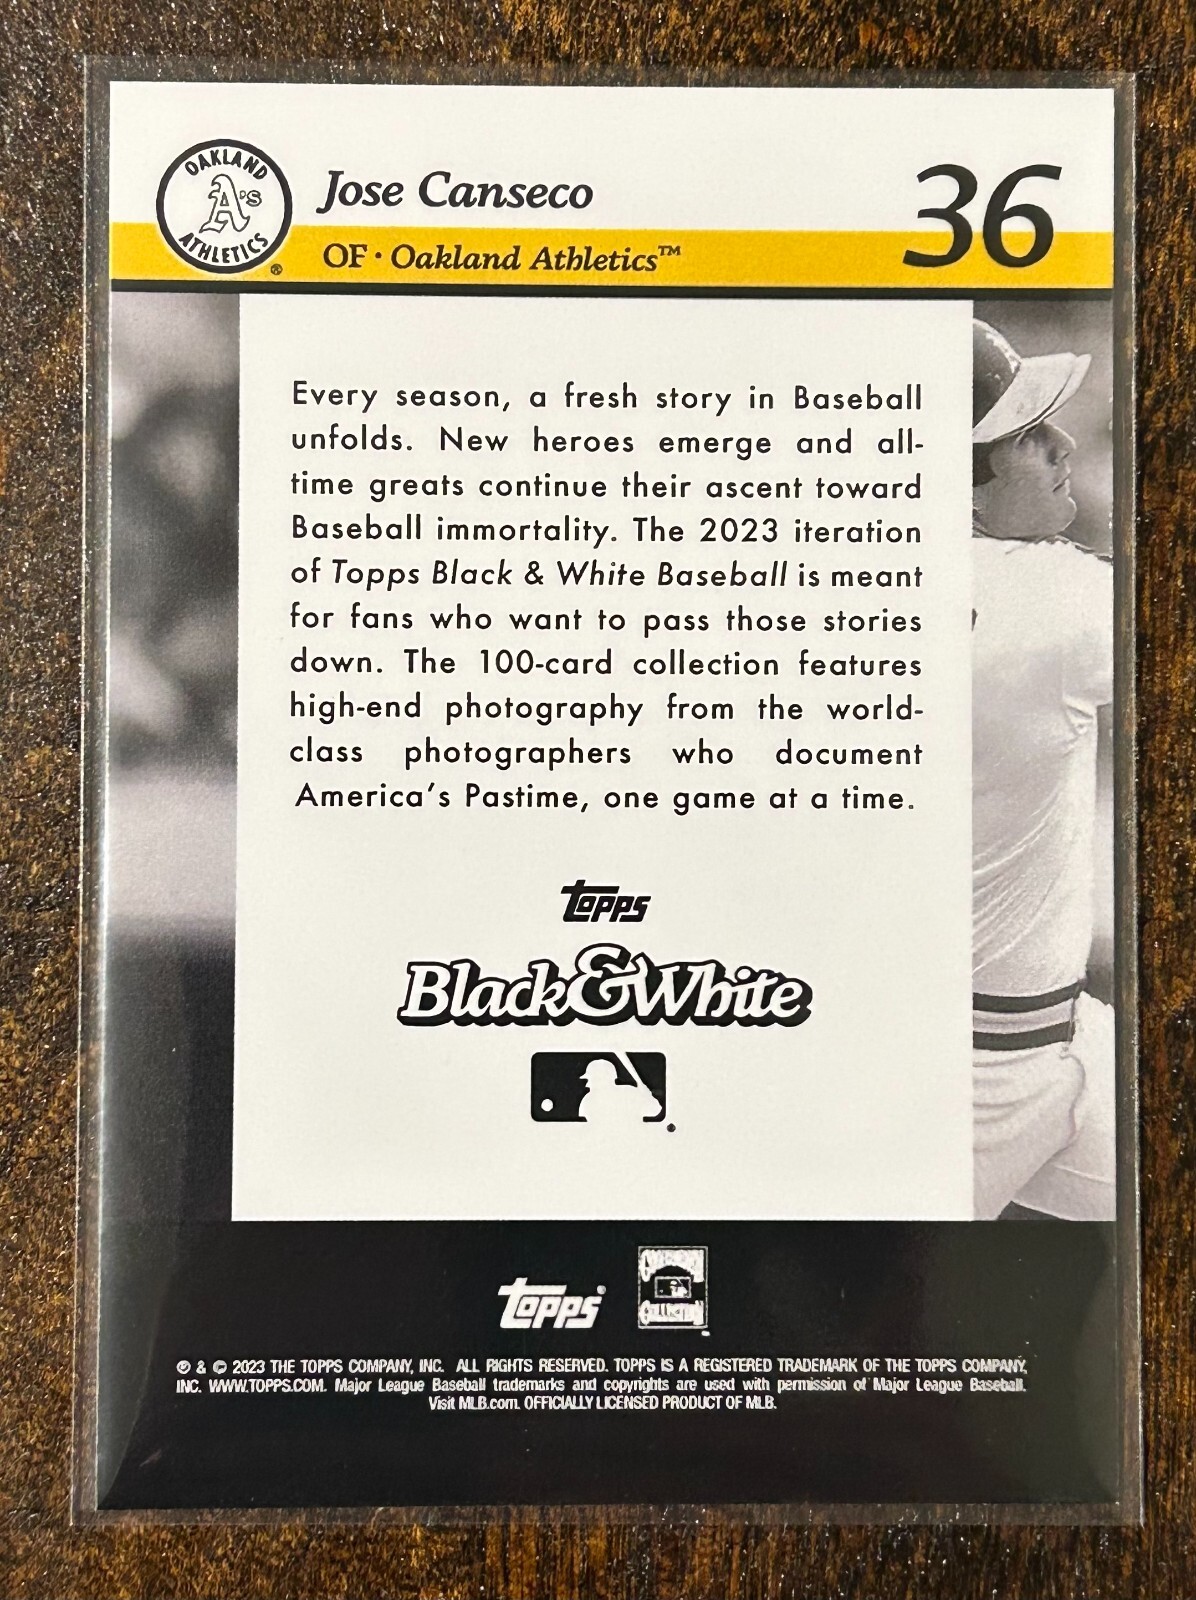 OAKLAND
A's
ATHLETICS
®
Jose Canseco
36
OF · Oakland Athletics™
Every season, a fresh story in Baseball
unfolds. New heroes emerge and all-
time greats continue their ascent toward
Baseball immortality. The 2023 iteration
of Topps Black & White Baseball is meant
for fans who want to pass those stories
down. The 100-card collection features
high-end photography from the world-
class photographers who document
America's Pastime, one game at a time.
topps
Black&White
®
topps®
COOPERSTOWN
COLLECTION
® & © 2023 THE TOPPS COMPANY, INC. ALL RIGHTS RESERVED. TOPPS IS A REGISTERED TRADEMARK OF THE TOPPS COMPANY,
INC. WWW.TOPPS.COM. Major League Baseball trademarks and copyrights are used with permission of Major League Baseball.
Visit MLB.com. OFFICIALLY LICENSED PRODUCT OF MLB.